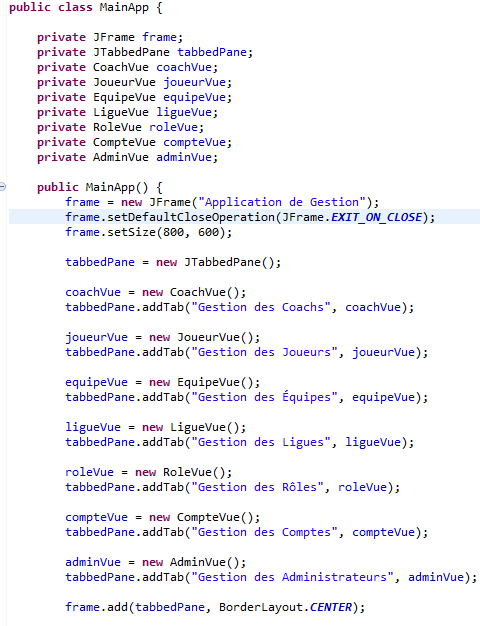 public class MainApp {
private JFrame frame;
private JTabbedPane tabbedPane;
private CoachVue coachVue;
private JoueurVue joueurVue;
private EquipeVue equipeVue;
private LigueVue ligueVue;
private RoleVue roleVue;
private CompteVue compteVue;
private AdminVue adminVue;
public MainApp() {
frame = new JFrame("Application de Gestion");
frame.setDefaultCloseOperation(JFrame.EXIT_ON_CLOSE);
frame.setSize(800, 600);
tabbedPane = new JTabbedPane();
coachVue = new CoachVue();
tabbedPane.addTab("Gestion des Coachs", coachVue);
joueurVue = new JoueurVue();
tabbedPane.addTab("Gestion des Joueurs", joueurVue);
equipeVue = new EquipeVue();
tabbedPane.addTab("Gestion des Équipes", equipeVue);
ligueVue = new LigueVue();
tabbedPane.addTab("Gestion des Ligues", ligueVue);
roleVue = new RoleVue();
tabbedPane.addTab("Gestion des Rôles", roleVue);
compteVue = new CompteVue();
tabbedPane.addTab("Gestion des Comptes", compteVue);
adminVue = new AdminVue();
tabbedPane.addTab("Gestion des Administrateurs", adminVue);
frame.add(tabbedPane, BorderLayout.CENTER);